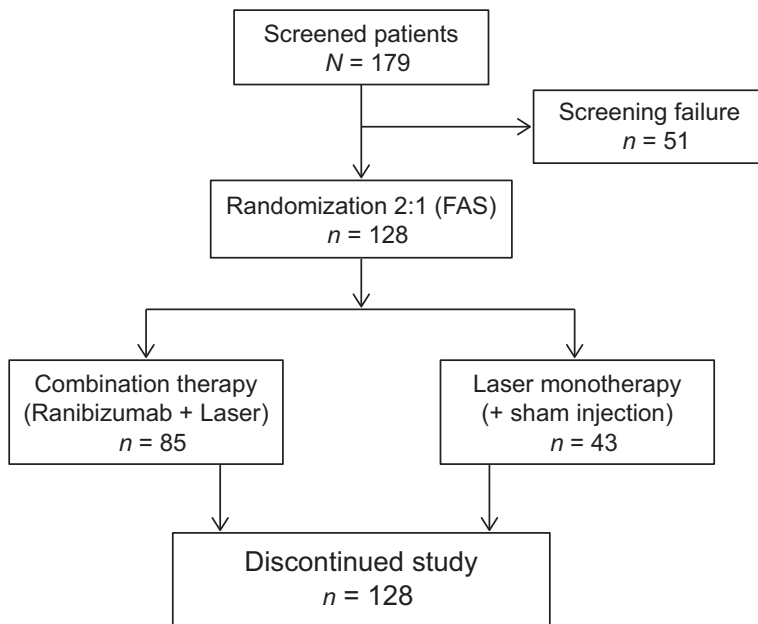 Screened patients
N = 179
Screening failure
n = 51
Randomization 2:1 (FAS)
n = 128
Combination therapy
(Ranibizumab + Laser)
n = 85
Laser monotherapy
(+ sham injection)
n = 43
Discontinued study
n = 128